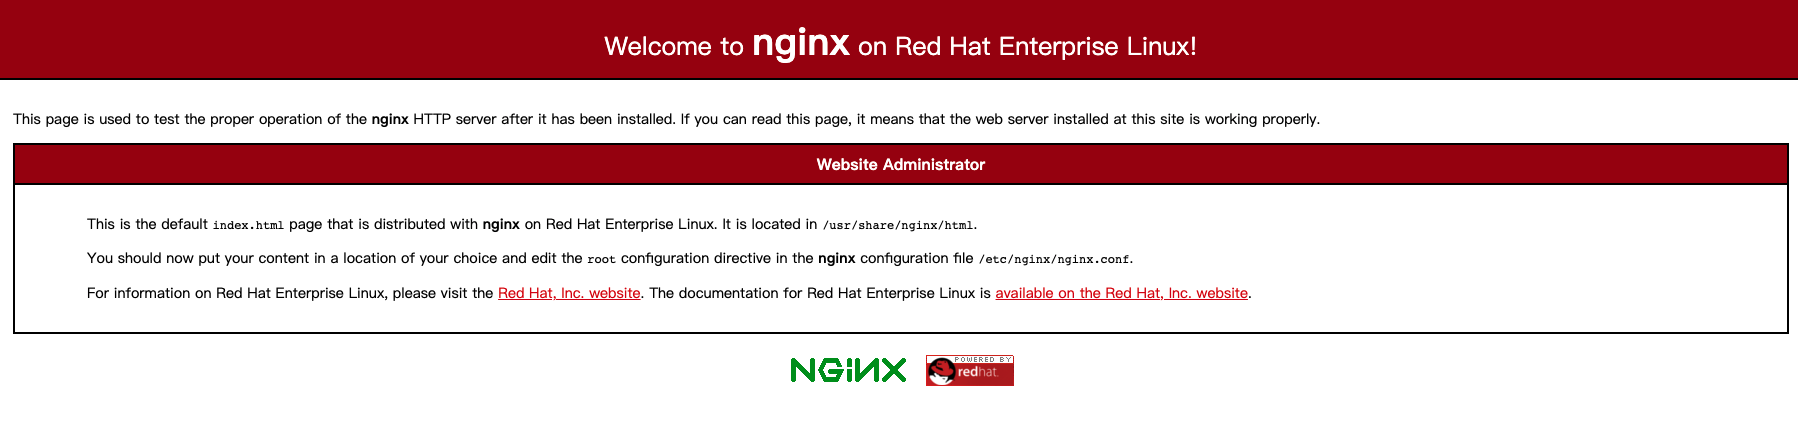 Welcome to nginx on Red Hat Enterprise Linux!
This page is used to test the proper operation of the nginx HTTP server after it has been installed. If you can read this page, it means that the web server installed at this site is working properly.
Website Administrator
This is the default index.html page that is distributed with nginx on Red Hat Enterprise Linux. It is located in /usr/share/nginx/html.
You should now put your content in a location of your choice and edit the root configuration directive in the nginx configuration file /etc/nginx/nginx.conf.
For information on Red Hat Enterprise Linux, please visit the Red Hat, Inc. website. The documentation for Red Hat Enterprise Linux is available on the Red Hat, Inc. website.
NGINX
POWERED BY
redhat.